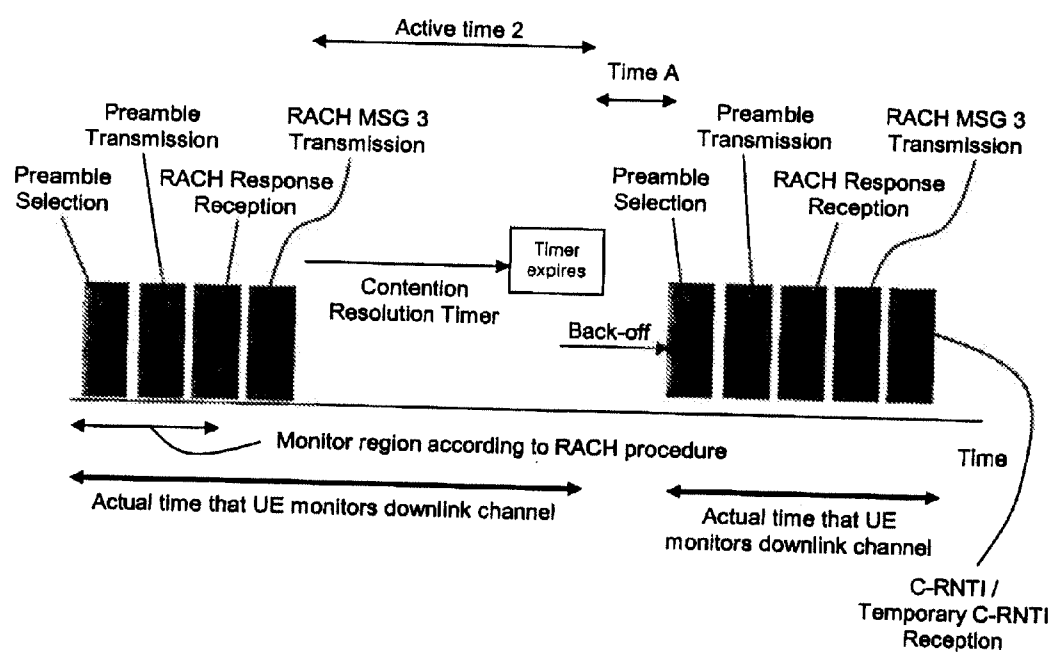 Active time 2
Time A
Preamble
Transmission
RACH MSG 3
Transmission
Preamble
Selection
RACH Response
Reception
Preamble
Transmission
RACH MSG 3
Transmission
Preamble
Selection
RACH Response
Reception
Timer
expires
Contention
Resolution Timer
Back-off
Monitor region according to RACH procedure
Time
Actual time that UE monitors downlink channel
Actual time that UE
monitors downlink channel
C-RNTI /
Temporary C-RNTI
Reception